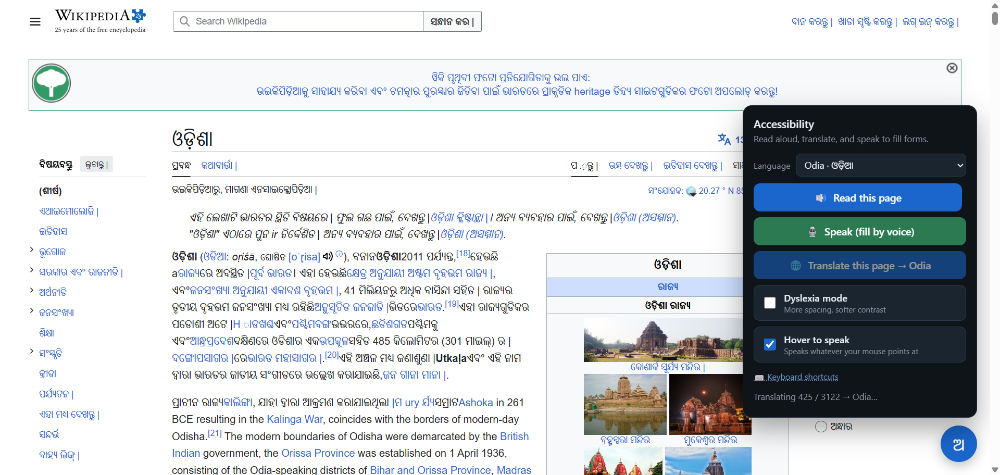 WIKIPEDIA 25
25 years of the free encyclopedia
Search Wikipedia
ସନ୍ଧାନ କର |
ଦାନ କରନ୍ତୁ | ଖାତା ସୃଷ୍ଟି କରନ୍ତୁ | ଲଗ୍ ଇନ୍ କରନ୍ତୁ |
ୱିକି ପୃଥିବୀ ଫଟୋ ପ୍ରତିଯୋଗିତାକୁ ଭଲ ପାଏ:
ଉଇକିପିଡ଼ିଆକୁ ସାହାଯ୍ୟ କରିବା ଏବଂ ଚମତ୍କାର ପୁରସ୍କାର ଜିତିବା ପାଇଁ ଭାରତରେ ପ୍ରାକୃତିକ heritage ତିହ୍ୟ ସାଇଟଗୁଡିକର ଫଟୋ ଅପଲୋଡ୍ କରନ୍ତୁ!
ବିଷୟବସ୍ତୁ ଲୁଚାନ୍ତୁ |
(ଶୀର୍ଷ)
ଏଥାଇମୋଲୋଜି |
ଇତିହାସ
ଭୂଗୋଳ
ସରକାର ଏବଂ ରାଜନୀତି |
ଅର୍ଥନୀତି
ଜନସଂଖ୍ୟା
ଶିକ୍ଷା
ସଂସ୍କୃତି
କ୍ରୀଡା
ପର୍ଯ୍ୟଟନ |
ଏହା ମଧ୍ୟ ଦେଖନ୍ତୁ |
ସନ୍ଦର୍ଭ
ବାହ୍ୟ ଲିଙ୍କ୍ |
ଓଡ଼ିଶା
ପ୍ରବନ୍ଧ କଥାବାର୍ତ୍ତା |
ପ .଼ନ୍ତୁ | ଉତ୍ସ ଦେଖନ୍ତୁ | ଇତିହାସ ଦେଖନ୍ତୁ |
ଉଇକିପିଡ଼ିଆରୁ, ମାଗଣା ଏନସାଇକ୍ଲୋପିଡ଼ିଆ |
ସଂଯୋଜକ: 20.27 ° N
ଏହି ଲେଖାଟି ଭାରତର ସ୍ଥିତି ବିଷୟରେ | ଫୁଲ ଗଛ ପାଇଁ, ଦେଖନ୍ତୁ |ଓଡ଼ିଶା କ୍ଲିଷ୍ଟାନ୍ଥା | । ଅନ୍ୟ ବ୍ୟବହାର ପାଇଁ, ଦେଖନ୍ତୁ |ଓଡ଼ିଶା (ଅସମ୍ମାନ).
"ଓଡ଼ିଶା" ଏଠାରେ ପୁନ ir ନିର୍ଦ୍ଦେଶିତ | ଅନ୍ୟ ବ୍ୟବହାର ପାଇଁ, ଦେଖନ୍ତୁ |ଓଡ଼ିଶା (ଅସମ୍ମାନ).
ଓଡ଼ିଶା (ଓଡିଆ: oṛiśā, ଘୋଷିତ [oˈɽisa] ⓘ), ବନାନଓଡ଼ିଶା2011 ପର୍ଯ୍ୟନ୍ତ,[18]ହେଉଛି
aରାଜ୍ୟରେ ଅବସ୍ଥିତ |ପୂର୍ବ ଭାରତ। ଏହା ହେଉଛିକ୍ଷେତ୍ର ଅନୁଯାୟୀ ଅଷ୍ଟମ ବୃହତ୍ତମ ରାଜ୍ୟ |,
ଏବଂଜନସଂଖ୍ୟା ଅନୁଯାୟୀ ଏକାଦଶ ବୃହତ୍ତମ |, 41 ମିଲିୟନରୁ ଅଧିକ ବାସିନ୍ଦା ସହିତ | ରାଜ୍ୟର
ତୃତୀୟ ବୃହତ୍ତମ ଜନସଂଖ୍ୟା ମଧ୍ୟ ରହିଛିଅନୁସୂଚିତ ଜନଜାତି |ଭିତରେଭାରତ.[19]ଏହା ରାଜ୍ୟଗୁଡିକର
ପଡୋଶୀ ଅଟେ |H ାଡଖଣ୍ଡଏବଂପଶ୍ଚିମବଙ୍ଗଉତ୍ତରରେ,ଛତିଶଗଡପଶ୍ଚିମକୁ
ଏବଂଆନ୍ଧ୍ରପ୍ରଦେଶଦକ୍ଷିଣରେ ଓଡିଶାର ଏକଉପକୂଳସହିତ 485 କିଲୋମିଟର (301 ମାଇଲ୍) ର |
ବଙ୍ଗୋପସାଗର |ରେଭାରତ ମହାସାଗର |.[20]ଏହି ଅଞ୍ଚଳ ମଧ୍ୟ ଜଣାଶୁଣା |Utkaḷaଏବଂ ଏହି ନାମ
ଦ୍ୱାରା ଭାରତର ଜାତୀୟ ସଂଗୀତରେ ଉଲ୍ଲେଖ କରାଯାଇଛି,ଜନ ଗାନା ମାନା |.
ପ୍ରାଚୀନ ରାଜ୍ୟକାଲିଙ୍ଗା, ଯାହା ଦ୍ୱାରା ଆକ୍ରମଣ କରାଯାଇଥିଲା |ମ ury ର୍ଯ୍ୟସମ୍ରାଟAshoka in 261
BCE resulting in the Kalinga War, coincides with the borders of modern-day
Odisha.[21] The modern boundaries of Odisha were demarcated by the British
Indian government, the Orissa Province was established on 1 April 1936,
consisting of the Odia-speaking districts of Bihar and Orissa Province, Madras
ଓଡ଼ିଶା
ରାଜ୍ୟ
ଓଡ଼ିଶା ରାଜ୍ୟ
କୋଣାର୍କ ସୂର୍ଯ୍ୟ ମନ୍ଦିର |
ବ୍ରହ୍ମେସ୍ୱରା ମନ୍ଦିର ମୁକ୍ତେଶ୍ୱର ମନ୍ଦିର
Accessibility
Read aloud, translate, and speak to fill forms.
Language Odia · ଓଡ଼ିଆ
Read this page
Speak (fill by voice)
Translate this page → Odia
Dyslexia mode
More spacing, softer contrast
Hover to speak
Speaks whatever your mouse points at
Keyboard shortcuts
Translating 425 / 3122 → Odia...
ଅନ୍ଧାର
ଅ